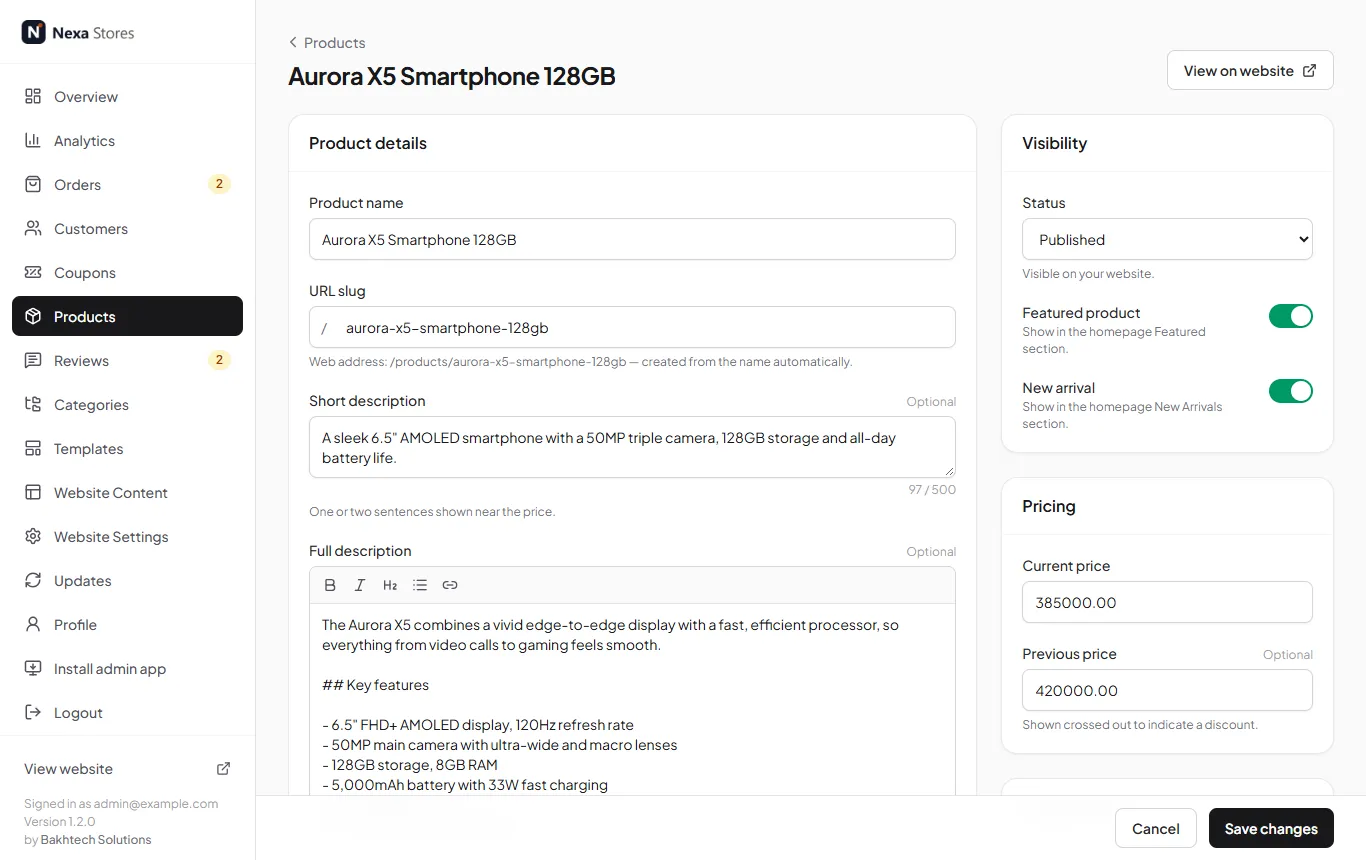 N Nexa Stores
Overview
Analytics
Orders 2
Customers
Coupons
Products
Reviews 2
Categories
Templates
Website Content
Website Settings
Updates
Profile
Install admin app
Logout
View website
Signed in as admin@example.com
Version 1.2.0
by Bakhtech Solutions
Products
Aurora X5 Smartphone 128GB
View on website
Product details
Product name
Aurora X5 Smartphone 128GB
URL slug
/ aurora-x5-smartphone-128gb
Web address: /products/aurora-x5-smartphone-128gb — created from the name automatically.
Short description Optional
A sleek 6.5" AMOLED smartphone with a 50MP triple camera, 128GB storage and all-day
battery life.
97 / 500
One or two sentences shown near the price.
Full description Optional
B I H2
The Aurora X5 combines a vivid edge-to-edge display with a fast, efficient processor, so
everything from video calls to gaming feels smooth.
## Key features
- 6.5" FHD+ AMOLED display, 120Hz refresh rate
- 50MP main camera with ultra-wide and macro lenses
- 128GB storage, 8GB RAM
- 5,000mAh battery with 33W fast charging
Visibility
Status
Published
Visible on your website.
Featured product
Show in the homepage Featured
section.
New arrival
Show in the homepage New Arrivals
section.
Pricing
Current price
385000.00
Previous price Optional
420000.00
Shown crossed out to indicate a discount.
Cancel
Save changes